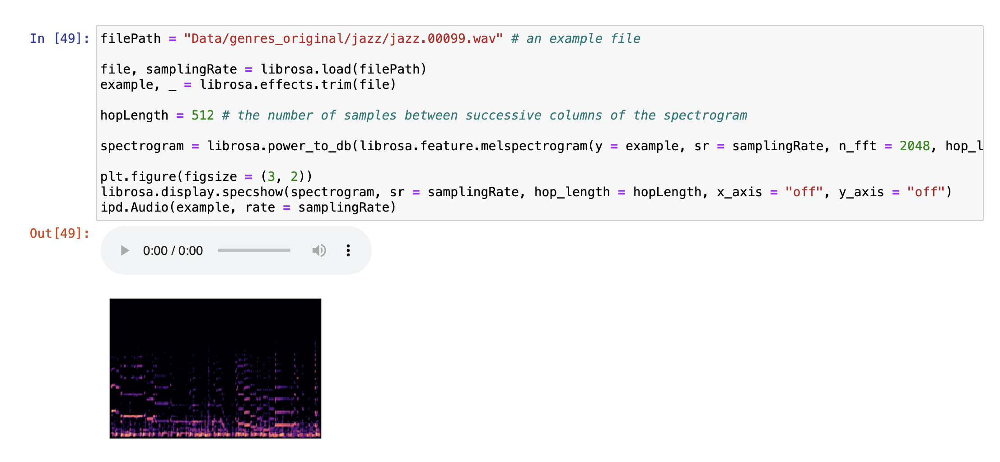 In [49]:
filePath = "Data/genres_original/jazz/jazz.00099.wav" # an example file
file, samplingRate = librosa.load(filePath)
example, _ = librosa.effects.trim(file)
hopLength = 512 # the number of samples between successive columns of the spectrogram
spectrogram = librosa.power_to_db(librosa.feature.melspectrogram(y = example, sr = samplingRate, n_fft = 2048, hop_l
plt.figure(figsize = (3, 2))
librosa.display.specshow(spectrogram, sr = samplingRate, hop_length = hopLength, x_axis = "off", y_axis = "off")
ipd.Audio(example, rate = samplingRate)
Out[49]:
0:00 / 0:00